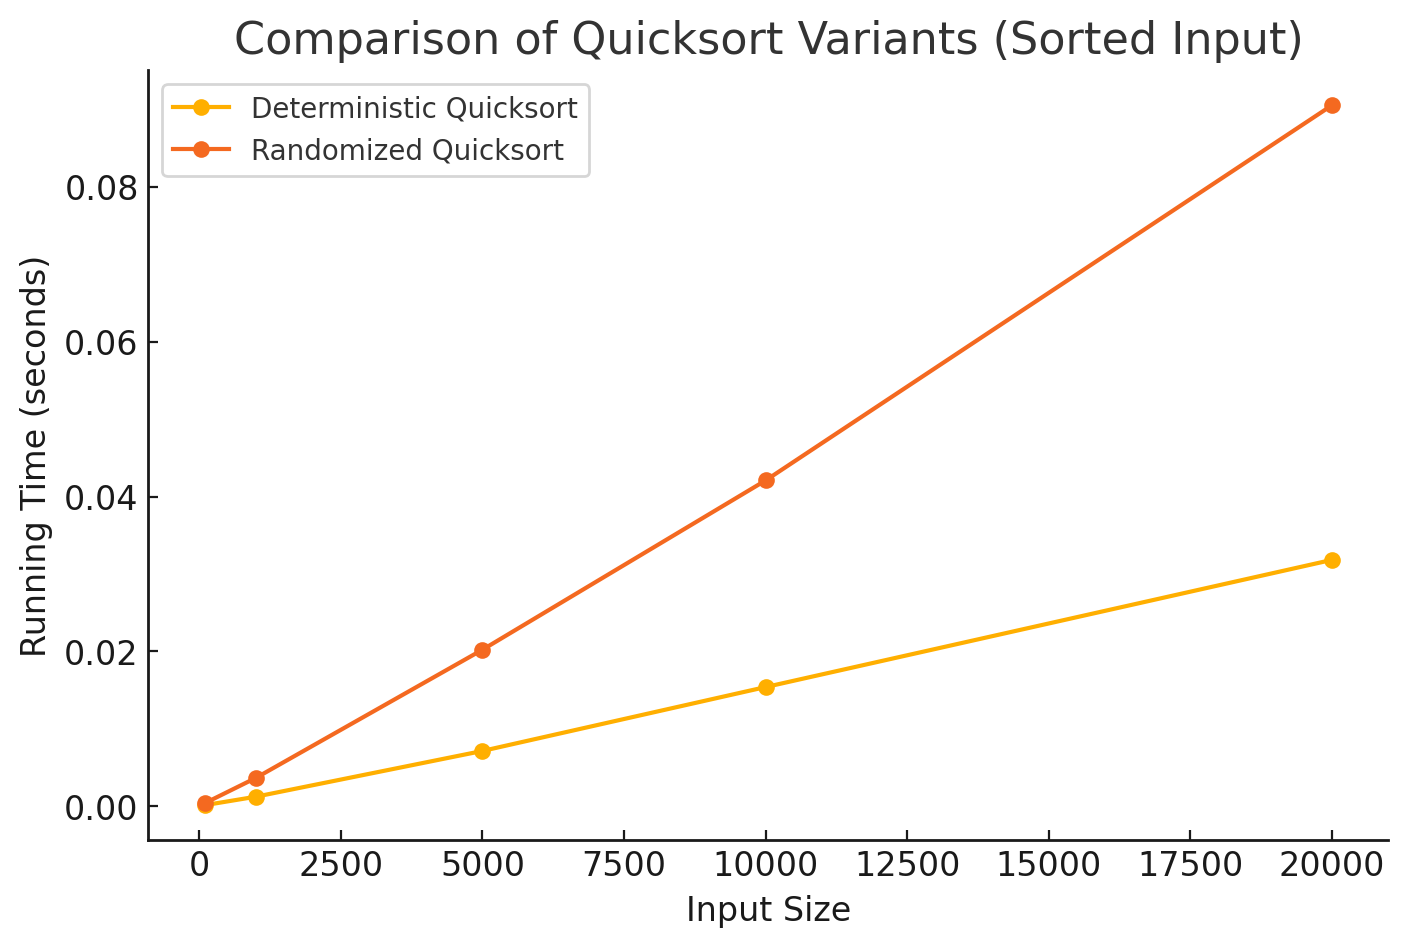 Comparison of Quicksort Variants (Sorted Input)
Deterministic Quicksort
Randomized Quicksort
0.08
0.06
0.04
0.02
0.00
Running Time (seconds)
0 2500 5000 7500 10000 12500 15000 17500 20000
Input Size